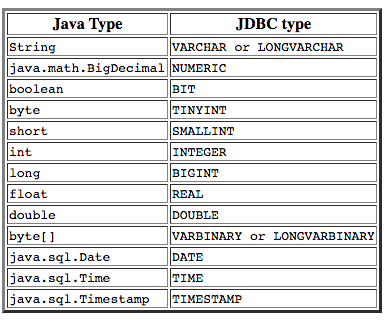 Java Type JDBC type
String VARCHAR or LONGVARCHAR
java.math.BigDecimal NUMERIC
boolean BIT
byte TINYINT
short SMALLINT
int INTEGER
long BIGINT
float REAL
double DOUBLE
byte[] VARBINARY or LONGVARBINARY
java.sql.Date DATE
java.sql.Time TIME
java.sql.Timestamp TIMESTAMP